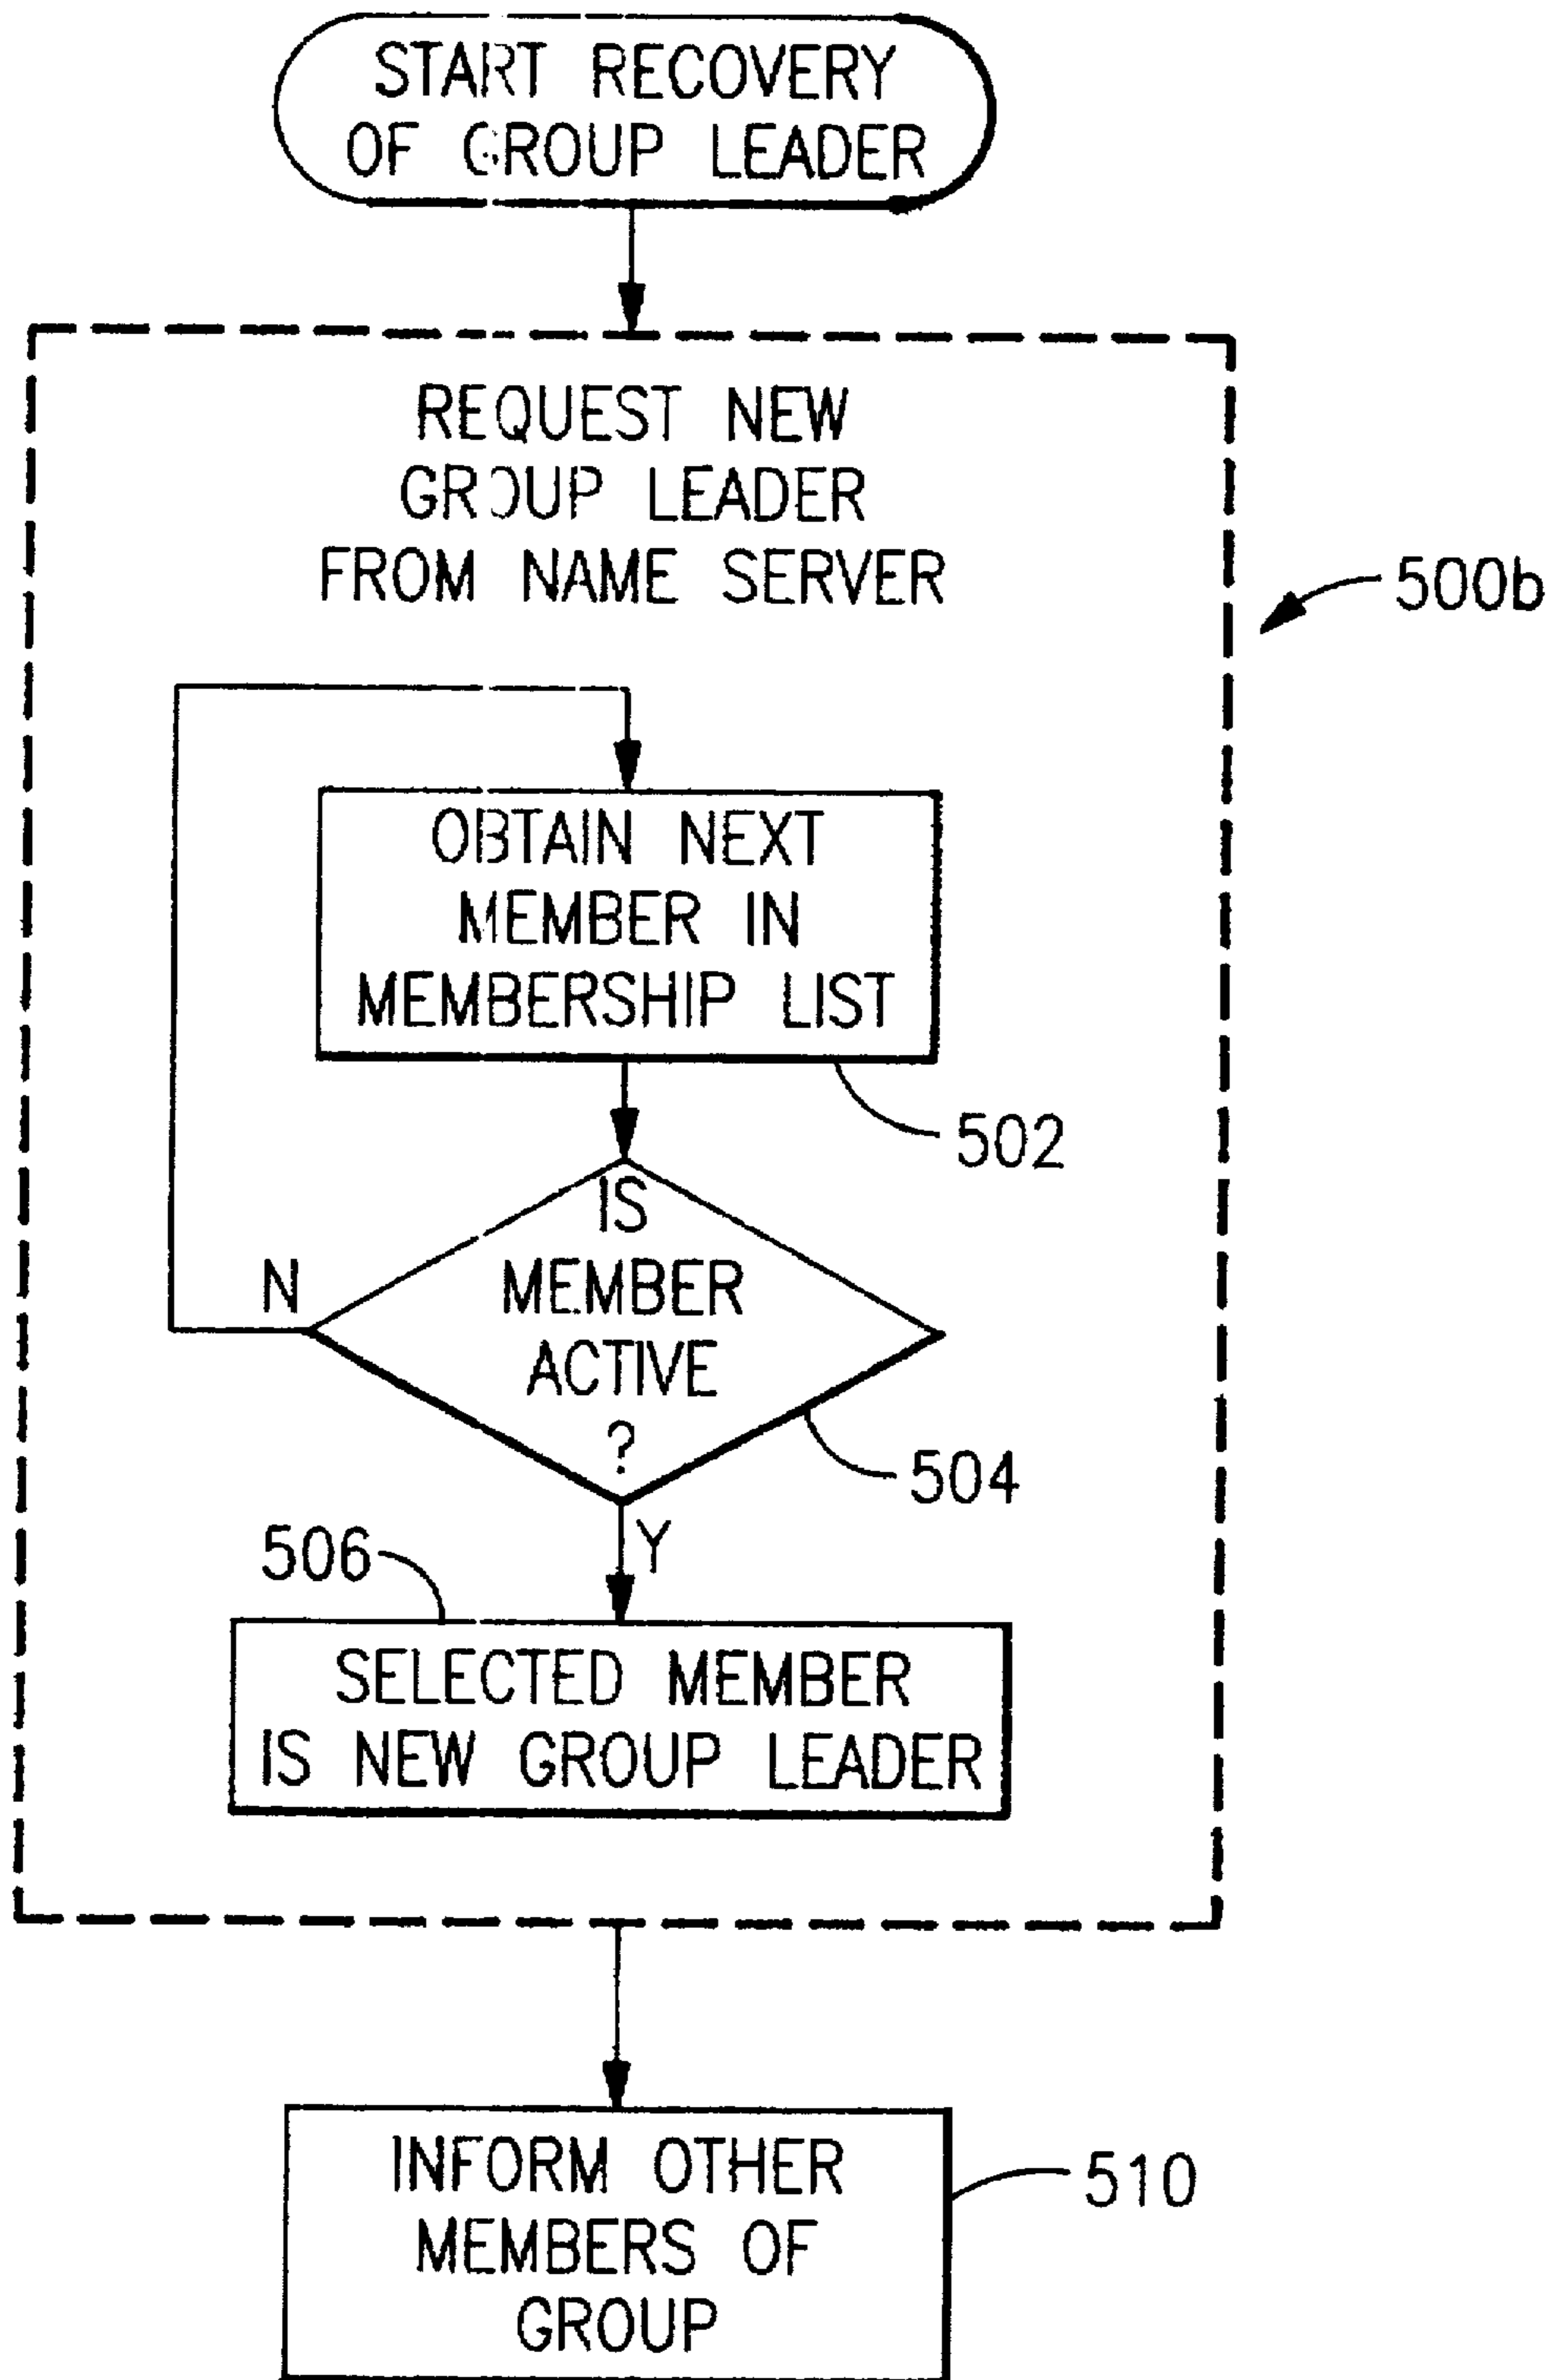 START RECOVERY
OF GROUP LEADER
REQUEST NEW
GROUP LEADER
FROM NAME SERVER
500b
OBTAIN NEXT
MEMBER IN
MEMBERSHIP LIST
502
IS
MEMBER
ACTIVE
?
N
504
Y
506
SELECTED MEMBER
IS NEW GROUP LEADER
INFORM OTHER
MEMBERS OF
GROUP
510